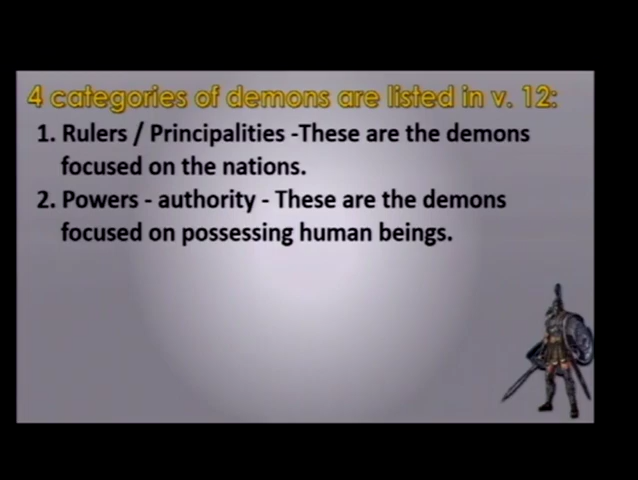 4 categories of demons are listed in v. 12:
1. Rulers / Principalities -These are the demons
focused on the nations.
2. Powers - authority - These are the demons
focused on possessing human beings.